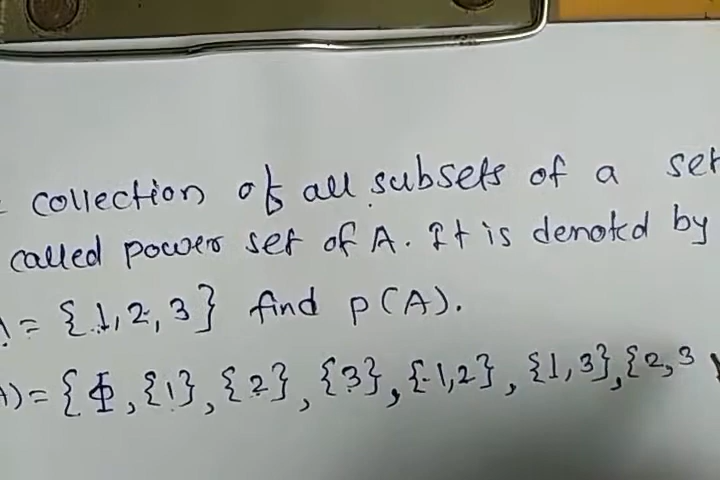 collection of all subsets of a set
called power set of A. It is denoted by
A = {1,2,3} find p(A).
A) = {Φ, {1}, {2}, {3}, {1,2}, {1,3}, {2,3